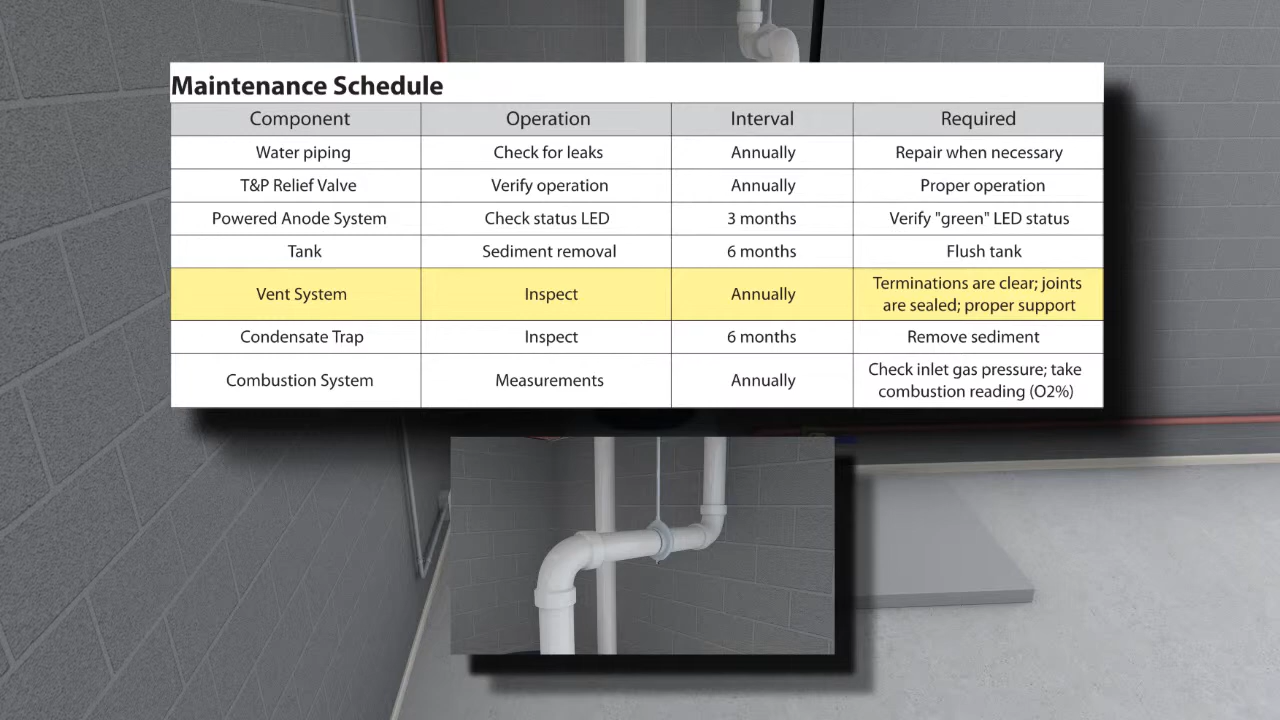 Maintenance Schedule
Component Operation Interval Required
Water piping Check for leaks Annually Repair when necessary
T&P Relief Valve Verify operation Annually Proper operation
Powered Anode System Check status LED 3 months Verify "green" LED status
Tank Sediment removal 6 months Flush tank
Vent System Inspect Annually Terminations are clear; joints
are sealed; proper support
Condensate Trap Inspect 6 months Remove sediment
Combustion System Measurements Annually Check inlet gas pressure; take
combustion reading (O2%)